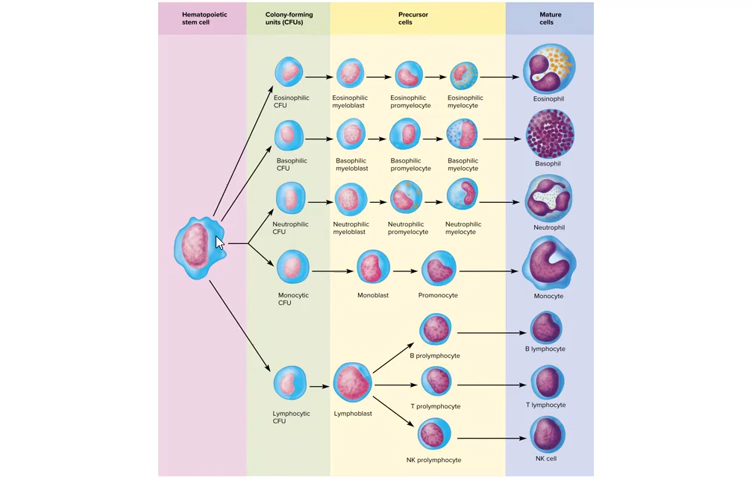 Hematopoietic
stem cell
Colony-forming
units (CFUs)
Precursor
cells
Mature
cells
Eosinophilic
CFU
Eosinophilic
myeloblast
Eosinophilic
promyelocyte
Eosinophilic
myelocyte
Eosinophil
Basophilic
CFU
Basophilic
myeloblast
Basophilic
promyelocyte
Basophilic
myelocyte
Basophil
Neutrophilic
CFU
Neutrophilic
myeloblast
Neutrophilic
promyelocyte
Neutrophilic
myelocyte
Neutrophil
Monocytic
CFU
Monoblast
Promonocyte
Monocyte
B prolymphocyte
B lymphocyte
Lymphocytic
CFU
Lymphoblast
T prolymphocyte
T lymphocyte
NK prolymphocyte
NK cell